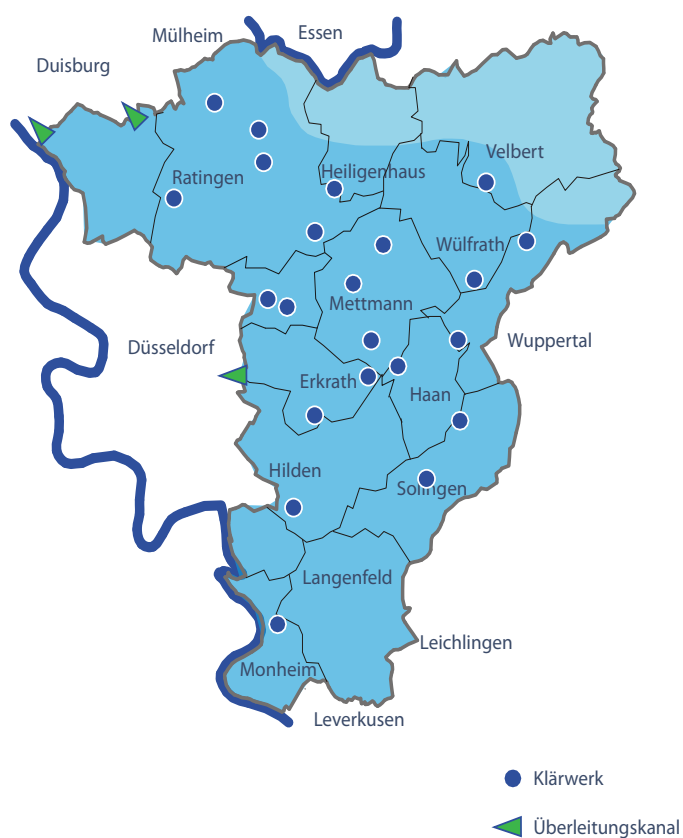 Essen
Mülheim
Duisburg
Velbert
Heiligenhaus
Ratingen
Wülfrath
Mettmann
Wuppertal
Düsseldorf
Erkrath
Haan
Hilden
Solingen
Langenfeld
Leichlingen
Monheim
Leverkusen
Klärwerk
Überleitungskanal